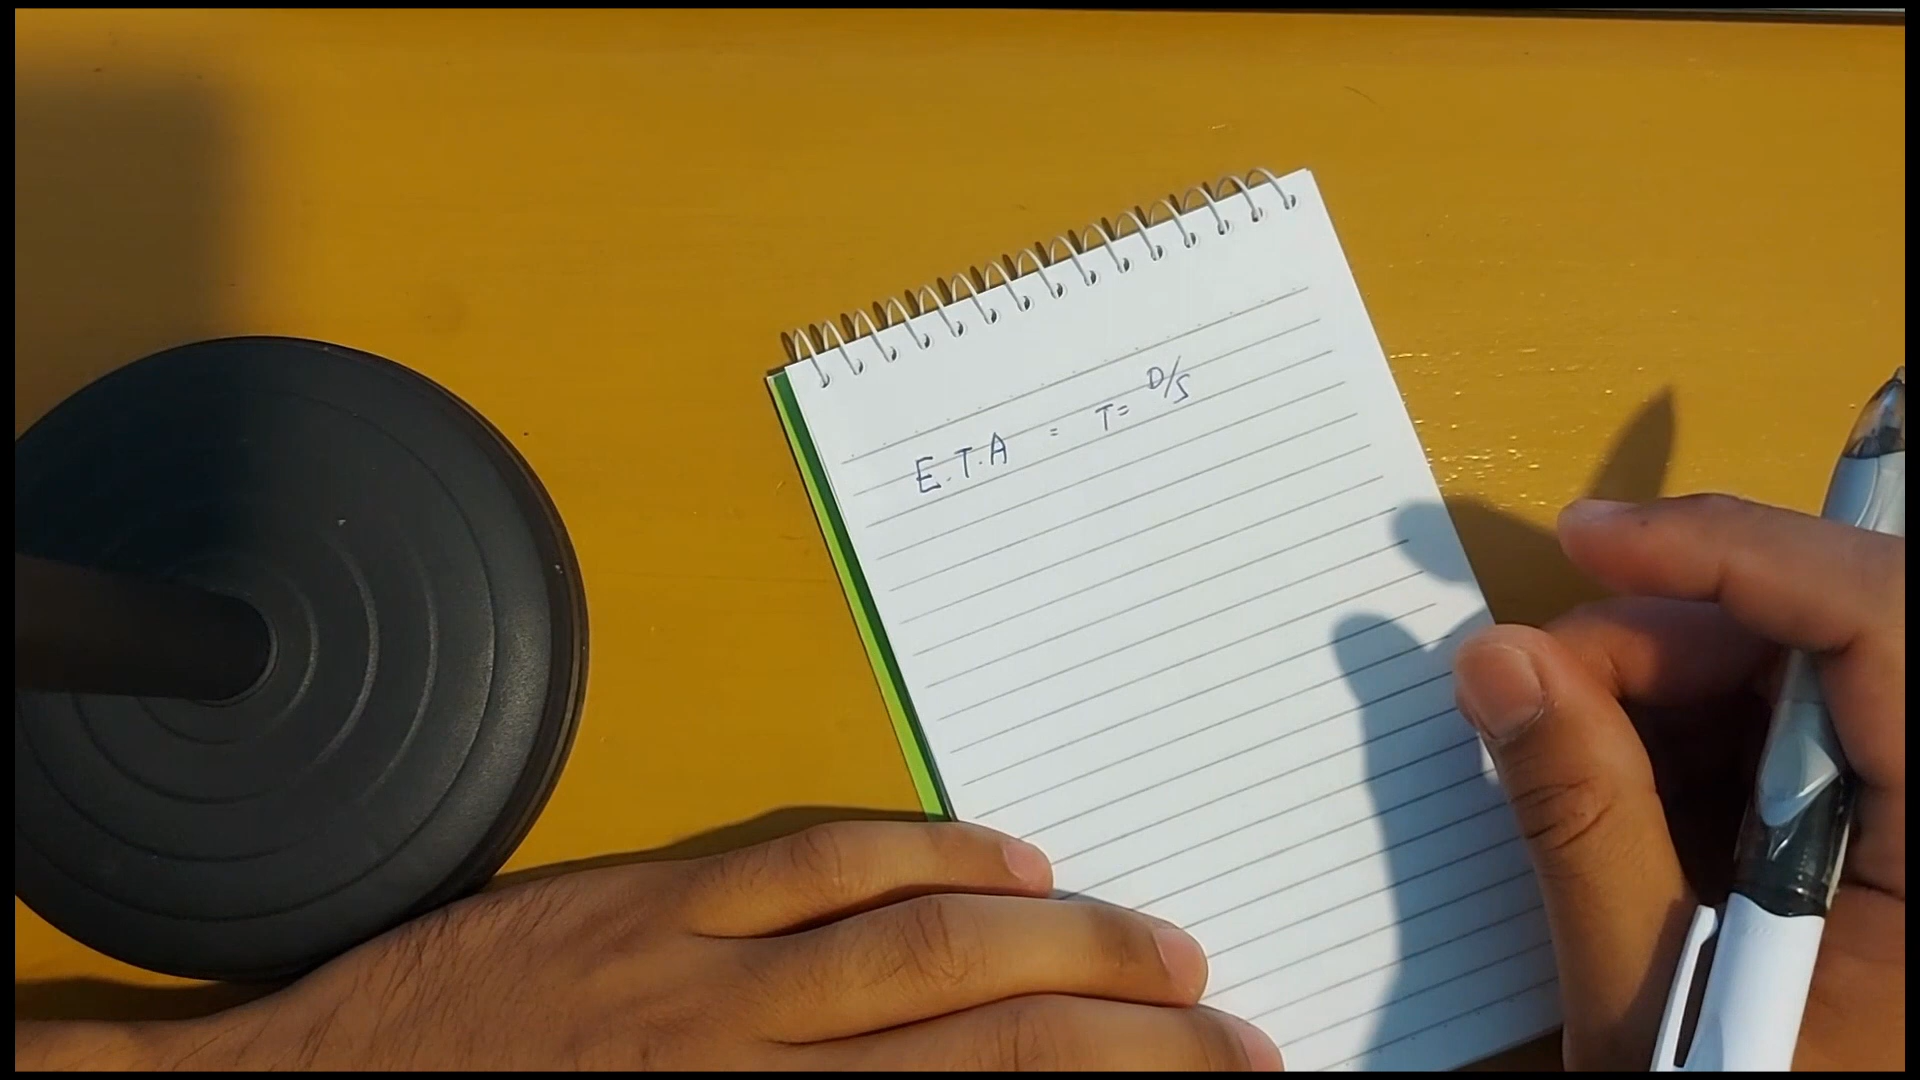 E.T.A = T= D/S